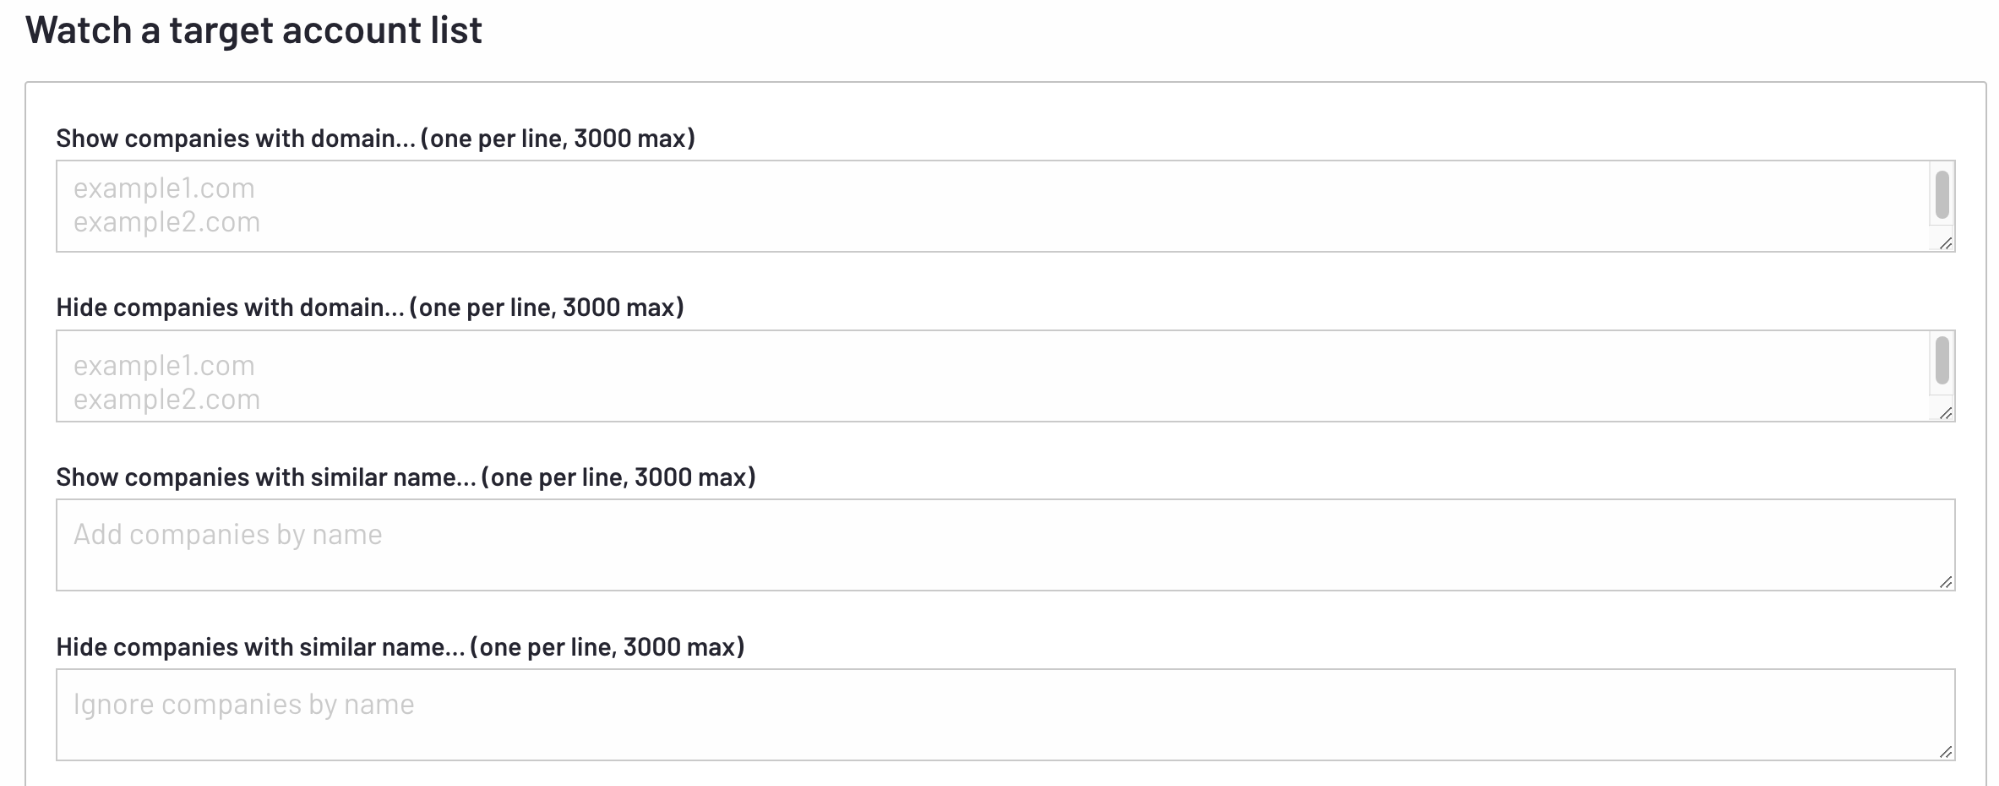 Watch a target account list
Show companies with domain... (one per line, 3000 max)
example1.com
example2.com
Hide companies with domain... (one per line, 3000 max)
example1.com
example2.com
Show companies with similar name... (one per line, 3000 max)
Add companies by name
Hide companies with similar name... (one per line, 3000 max)
Ignore companies by name